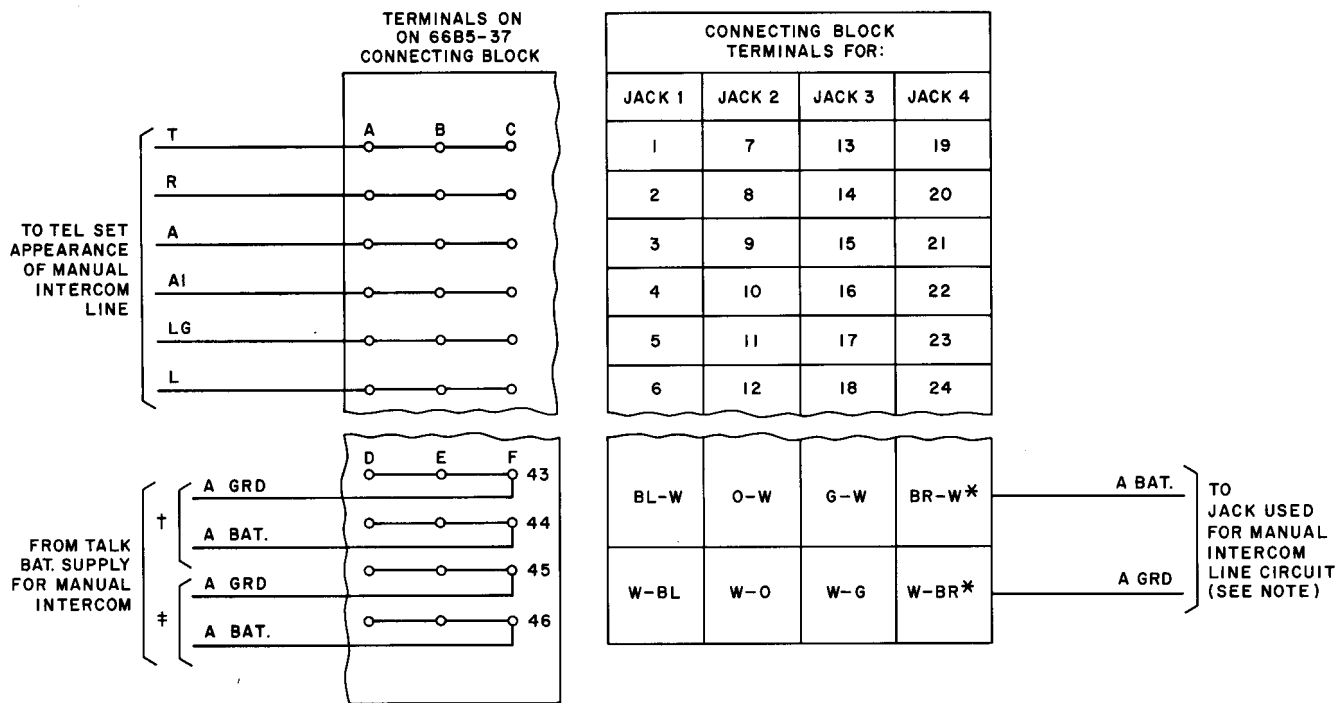 TERMINALS ON
ON 66B5-37
CONNECTING BLOCK
A B C
TO TEL SET
APPEARANCE
OF MANUAL
INTERCOM
LINE
T
R
A
A1
LG
L
CONNECTING BLOCK
TERMINALS FOR:
JACK 1 JACK 2 JACK 3 JACK 4
1 7 13 19
2 8 14 20
3 9 15 21
4 10 16 22
5 11 17 23
6 12 18 24
D E F 43
44
45
46
FROM TALK
BAT. SUPPLY
FOR MANUAL
INTERCOM
†
A GRD
A BAT.
‡
A GRD
A BAT.
BL-W O-W G-W BR-W*
W-BL W-O W-G W-BR*
A BAT.
A GRD
TO
JACK USED
FOR MANUAL
INTERCOM
LINE CIRCUIT
(SEE NOTE)